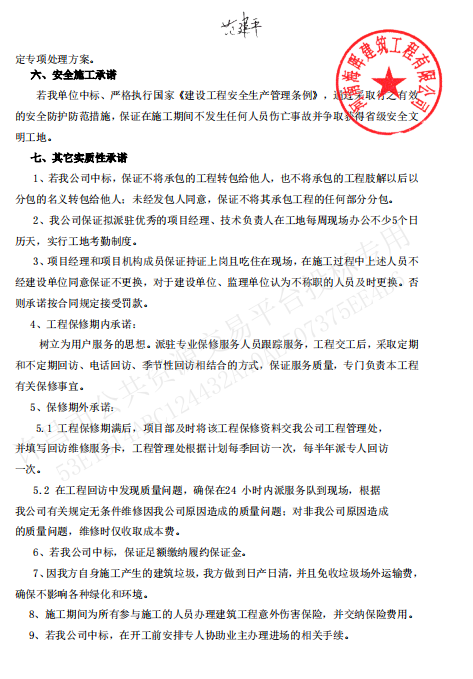 范建平
河南海晖建筑工程有限公司
定专项处理方案。
六、安全施工承诺
若我单位中标、严格执行国家《建设工程安全生产管理条例》，通过采取行之有效
的安全防护防范措施，保证在施工期间不发生任何人员伤亡事故并争取获得省级安全文
明工地。
七、其它实质性承诺
1、若我公司中标，保证不将承包的工程转包给他人，也不将承包的工程肢解以后以
分包的名义转包给他人；未经发包人同意，保证不将其承包工程的任何部分分包。
2、我公司保证拟派驻优秀的项目经理、技术负责人在工地每周现场办公不少5个日
历天，实行工地考勤制度。
3、项目经理和项目机构成员保证持证上岗且吃住在现场，在施工过程中上述人员不
经建设单位同意保证不更换，对于建设单位、监理单位认为不称职的人员及时更换。否
则承诺按合同规定接受罚款。
4、工程保修期内承诺：
树立为用户服务的思想。派驻专业保修服务人员跟踪服务，工程交工后，采取定期
和不定期回访、电话回访、季节性回访相结合的方式，保证服务质量，专门负责本工程
有关保修事宜。
5、保修期外承诺：
5.1 工程保修期满后，项目部及时将该工程保修资料交我公司工程管理处，
并填写回访维修服务卡，工程管理处根据计划每季回访一次，每半年派专人回访
一次。
5.2 在工程回访中发现质量问题，确保在24 小时内派服务队到现场，根据
我公司有关规定无条件维修因我公司原因造成的质量问题；对非我公司原因造成
的质量问题，维修时仅收取成本费。
6、若我公司中标，保证足额缴纳履约保证金。
7、因我方自身施工产生的建筑垃圾，我方做到日产日清，并且免收垃圾场外运输费，
确保不影响各种绿化和环境。
8、施工期间为所有参与施工的人员办理建筑工程意外伤害保险，并交纳保险费用。
9、若我公司中标，在开工前安排专人协助业主办理进场的相关手续。